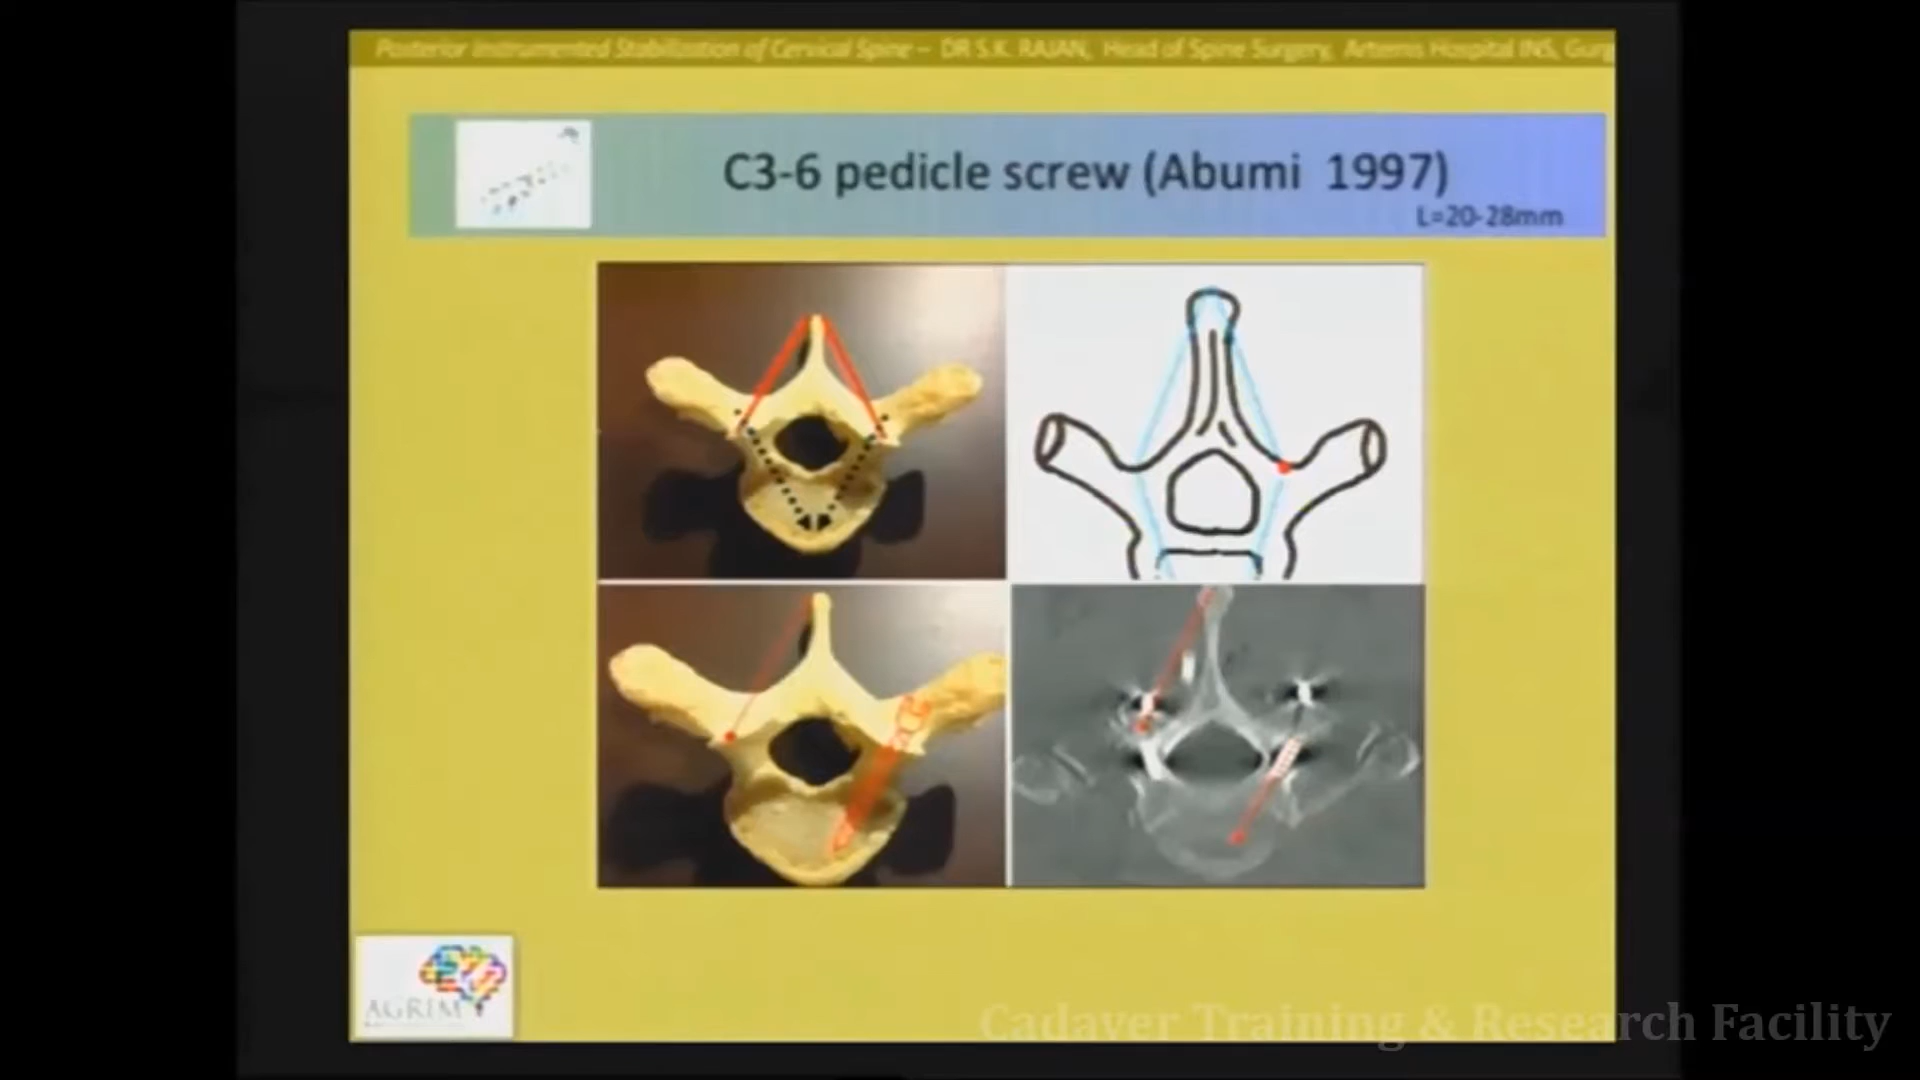 Posterior Instrumented Stabilization of Cervical Spine – DR S.K. RAJAN, Head of Spine Surgery, Artemis Hospital INS, Gurg
C3-6 pedicle screw (Abumi 1997)
L=20-28mm
AGRIM
Cadaver Training & Research Facility